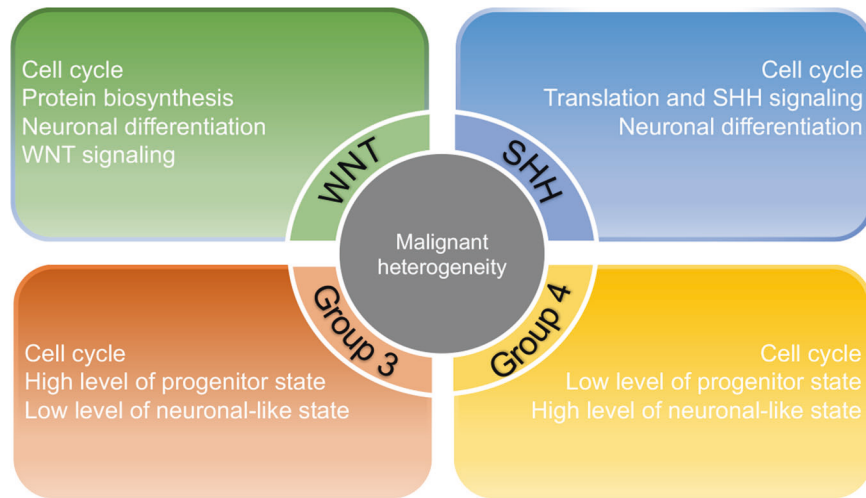 Cell cycle
Protein biosynthesis
Neuronal differentiation
WNT signaling
WNT
Cell cycle
Translation and SHH signaling
Neuronal differentiation
SHH
Malignant
heterogeneity
Cell cycle
High level of progenitor state
Low level of neuronal-like state
Group 3
Cell cycle
Low level of progenitor state
High level of neuronal-like state
Group 4